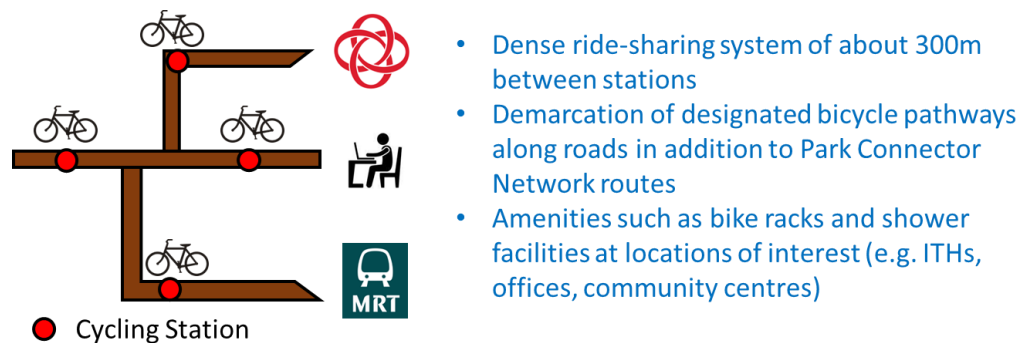 MRT
Cycling Station
• Dense ride-sharing system of about 300m
between stations
• Demarcation of designated bicycle pathways
along roads in addition to Park Connector
Network routes
• Amenities such as bike racks and shower
facilities at locations of interest (e.g. ITHs,
offices, community centres)